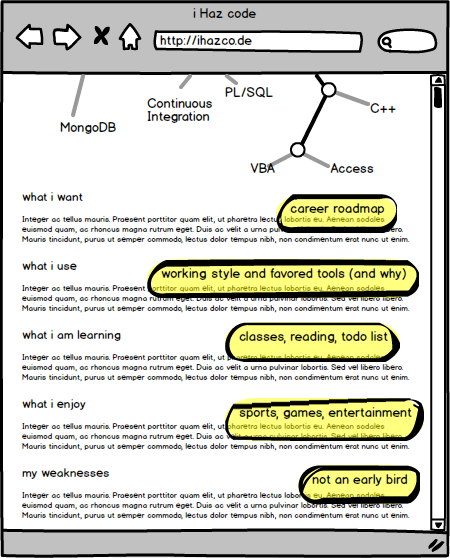 i Haz code
http://ihazco.de
PL/SQL
Continuous
Integration
C++
MongoDB
VBA
Access
what i want
career roadmap
Integer ac tellus mauris. Praesent porttitor quam elit, ut pharetra lectus lobortis eu. Aenean sodales
euismod quam, ac rhoncus magna rutrum eget. Duis ac velit a urna pulvinar lobortis. Sed vel libero libero.
Mauris tincidunt, purus ut semper commodo, lectus dolor tempus nibh, non condimentum erat nunc ut enim.
what i use
working style and favored tools (and why)
Integer ac tellus mauris. Praesent porttitor quam elit, ut pharetra lectus lobortis eu. Aenean sodales
euismod quam, ac rhoncus magna rutrum eget. Duis ac velit a urna pulvinar lobortis. Sed vel libero libero.
Mauris tincidunt, purus ut semper commodo, lectus dolor tempus nibh, non condimentum erat nunc ut enim.
what i am learning
classes, reading, todo list
Integer ac tellus mauris. Praesent porttitor quam elit, ut pharetra lectus lobortis eu. Aenean sodales
euismod quam, ac rhoncus magna rutrum eget. Duis ac velit a urna pulvinar lobortis. Sed vel libero libero.
Mauris tincidunt, purus ut semper commodo, lectus dolor tempus nibh, non condimentum erat nunc ut enim.
what i enjoy
sports, games, entertainment
Integer ac tellus mauris. Praesent porttitor quam elit, ut pharetra lectus lobortis eu. Aenean sodales
euismod quam, ac rhoncus magna rutrum eget. Duis ac velit a urna pulvinar lobortis. Sed vel libero libero.
Mauris tincidunt, purus ut semper commodo, lectus dolor tempus nibh, non condimentum erat nunc ut enim.
my weaknesses
not an early bird
Integer ac tellus mauris. Praesent porttitor quam elit, ut pharetra lectus lobortis eu. Aenean sodales
euismod quam, ac rhoncus magna rutrum eget. Duis ac velit a urna pulvinar lobortis. Sed vel libero libero.
Mauris tincidunt, purus ut semper commodo, lectus dolor tempus nibh, non condimentum erat nunc ut enim.